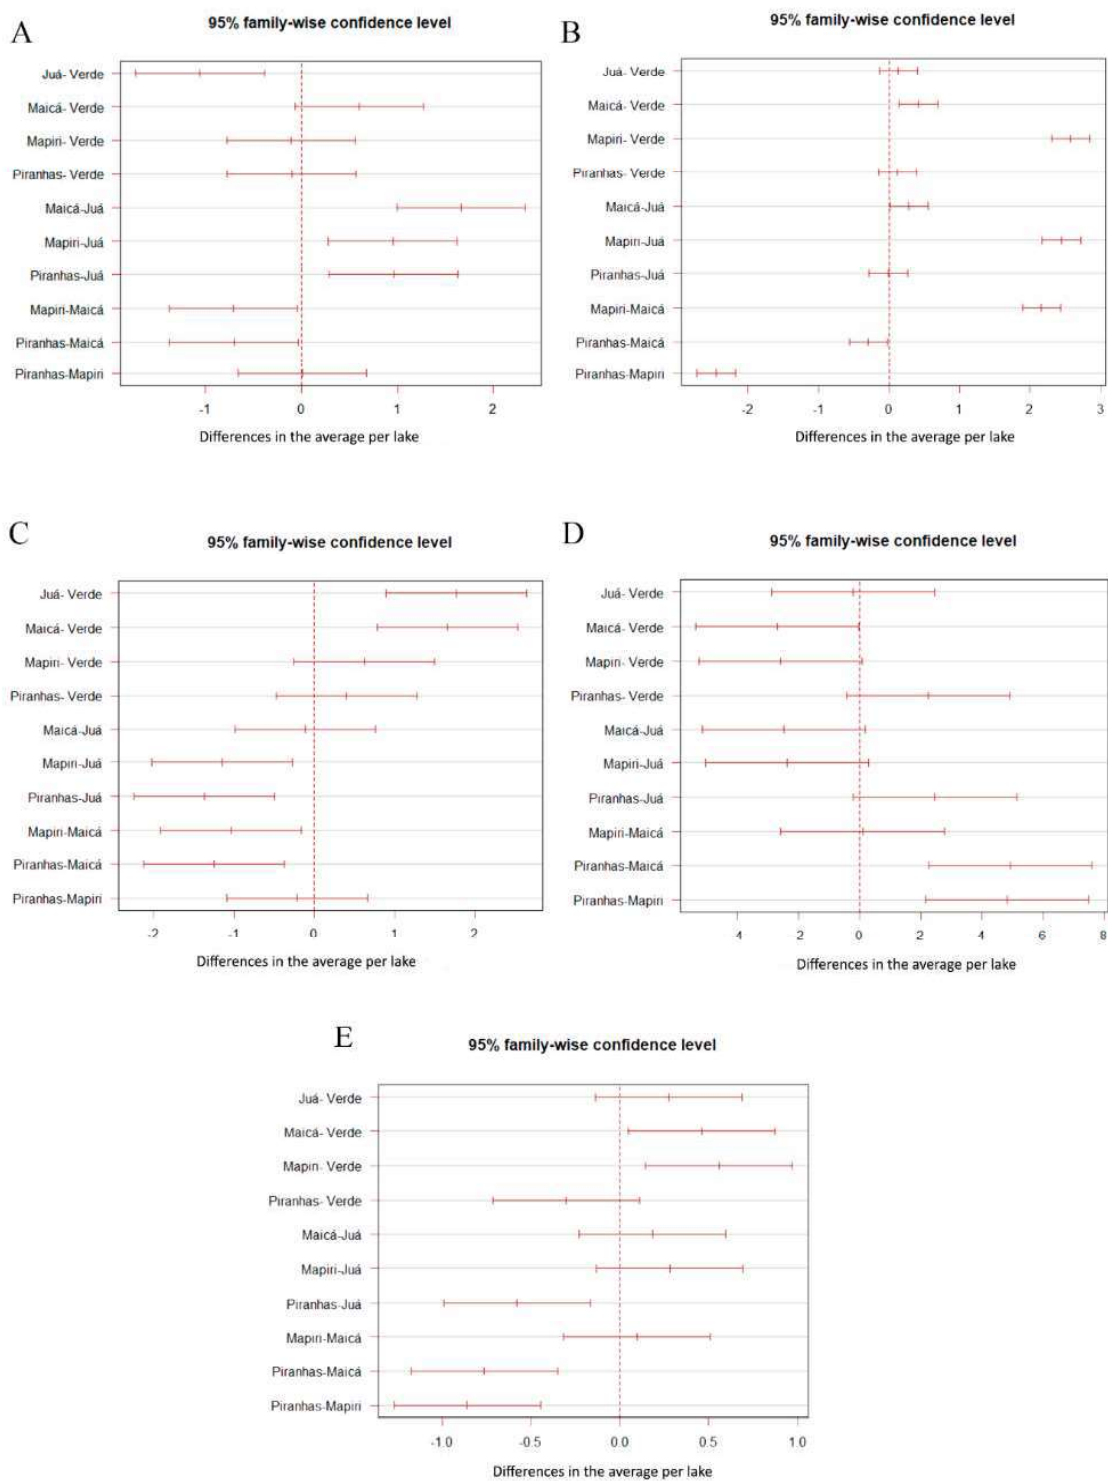 A
95% family-wise confidence level
Juá- Verde
Maicá- Verde
Mapiri- Verde
Piranhas- Verde
Maicá-Juá
Mapiri-Juá
Piranhas-Juá
Mapiri-Maicá
Piranhas-Maicá
Piranhas-Mapiri
-1 0 1 2
Differences in the average per lake
B
95% family-wise confidence level
Juá- Verde
Maicá- Verde
Mapiri- Verde
Piranhas- Verde
Maicá-Juá
Mapiri-Juá
Piranhas-Juá
Mapiri-Maicá
Piranhas-Maicá
Piranhas-Mapiri
-2 -1 0 1 2 3
Differences in the average per lake
C
95% family-wise confidence level
Juá- Verde
Maicá- Verde
Mapiri- Verde
Piranhas- Verde
Maicá-Juá
Mapiri-Juá
Piranhas-Juá
Mapiri-Maicá
Piranhas-Maicá
Piranhas-Mapiri
-2 -1 0 1 2
Differences in the average per lake
D
95% family-wise confidence level
Juá- Verde
Maicá- Verde
Mapiri- Verde
Piranhas- Verde
Maicá-Juá
Mapiri-Juá
Piranhas-Juá
Mapiri-Maicá
Piranhas-Maicá
Piranhas-Mapiri
4 -2 0 2 4 6 8
Differences in the average per lake
E
95% family-wise confidence level
Juá- Verde
Maicá- Verde
Mapiri- Verde
Piranhas- Verde
Maicá-Juá
Mapiri-Juá
Piranhas-Juá
Mapiri-Maicá
Piranhas-Maicá
Piranhas-Mapiri
-1.0 -0.5 0.0 0.5 1.0
Differences in the average per lake